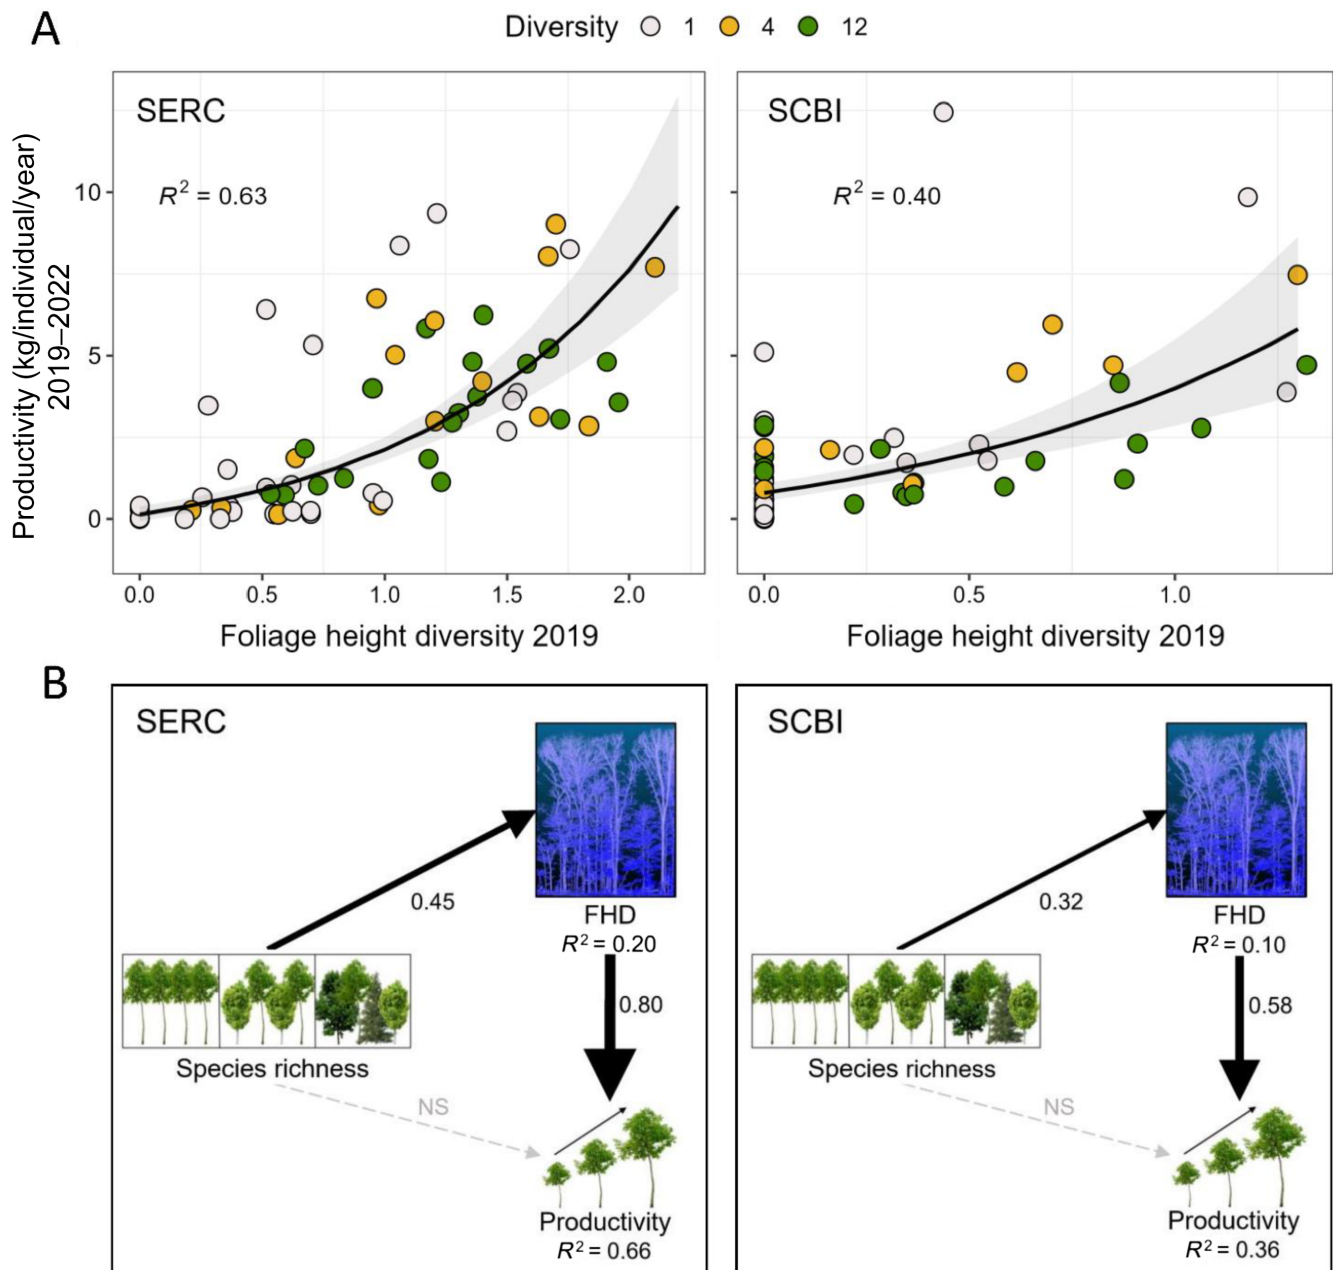 A
Diversity 1 4 12
Productivity (kg/individual/year)
2019–2022
SERC
R² = 0.63
10
5
0
0.0 0.5 1.0 1.5 2.0
Foliage height diversity 2019
SCBI
R² = 0.40
0.0 0.5 1.0
Foliage height diversity 2019
B
SERC
0.45
FHD
R² = 0.20
0.80
Species richness
NS
Productivity
R² = 0.66
SCBI
0.32
FHD
R² = 0.10
0.58
Species richness
NS
Productivity
R² = 0.36